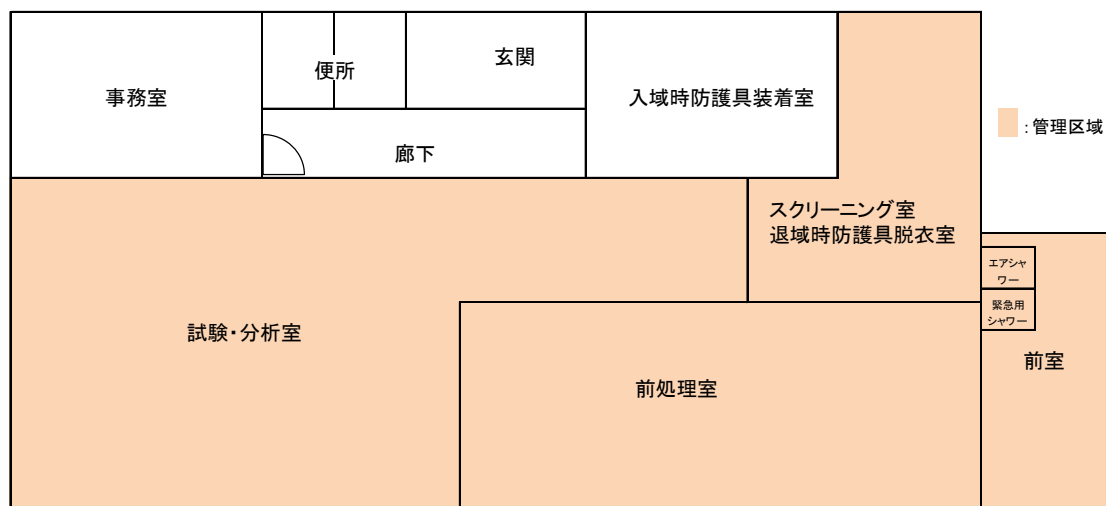 事務室
便所
玄関
入域時防護具装着室
廊下
：管理区域
スクリーニング室
退域時防護具脱衣室
エアシャ
ワー
緊急用
シャワー
試験・分析室
前処理室
前室